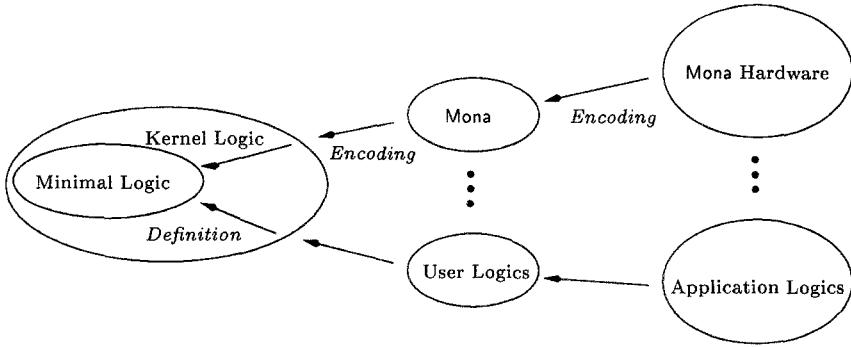 Mona Hardware
Mona
Encoding
Kernel Logic
Encoding
Minimal Logic
Definition
User Logics
Application Logics